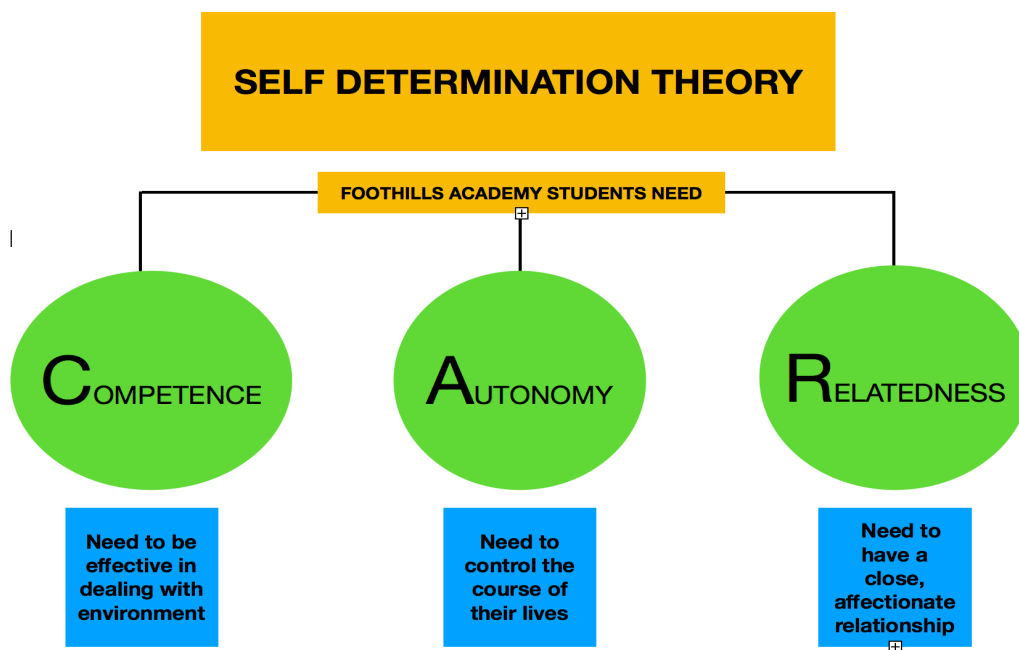 SELF DETERMINATION THEORY
FOOTHILLS ACADEMY STUDENTS NEED
COMPETENCE
AUTONOMY
RELATEDNESS
Need to be
effective in
dealing with
environment
Need to
control the
course of
their lives
Need to
have a
close,
affectionate
relationship